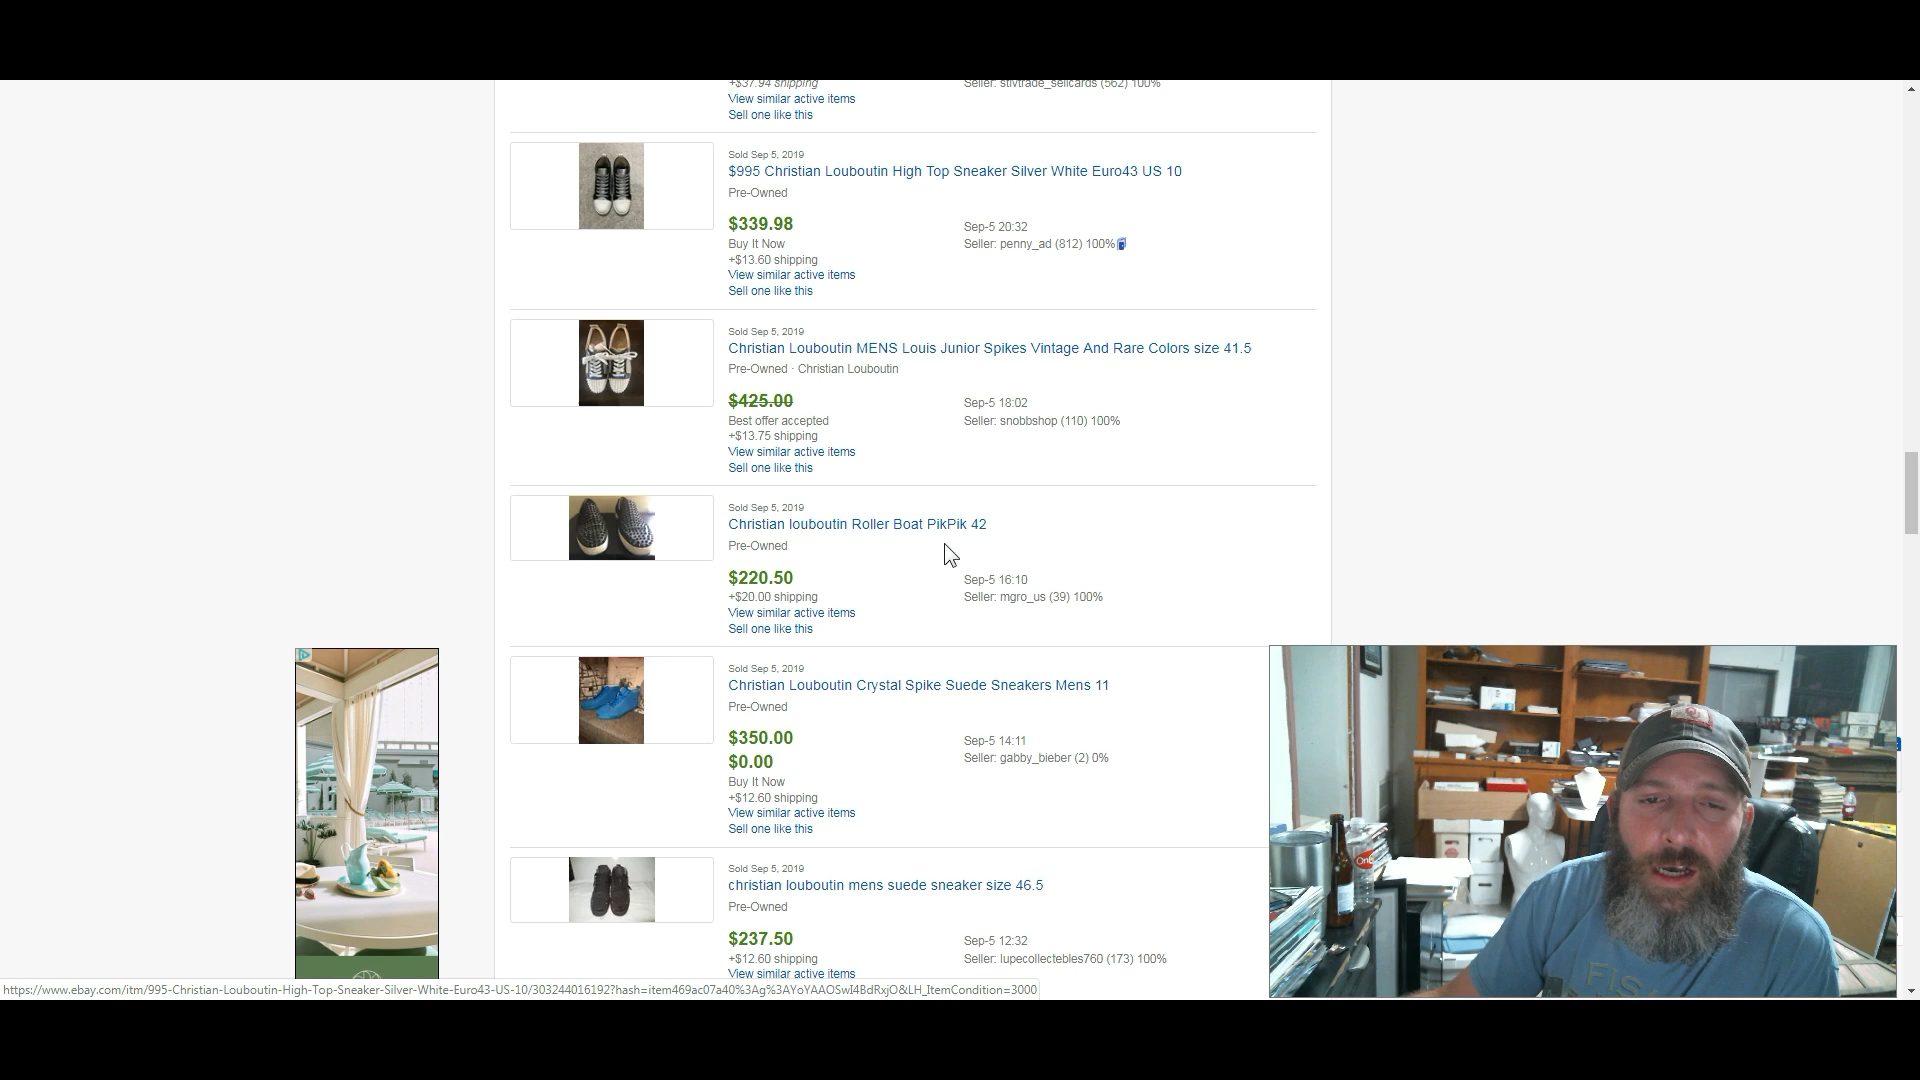 +$37.94 shipping
Seller: stivtrade_sellcards (562) 100%
View similar active items
Sell one like this
Sold Sep 5, 2019
$995 Christian Louboutin High Top Sneaker Silver White Euro43 US 10
Pre-Owned
$339.98
Sep-5 20:32
Buy It Now
Seller: penny_ad (812) 100%
+$13.60 shipping
View similar active items
Sell one like this
Sold Sep 5, 2019
Christian Louboutin MENS Louis Junior Spikes Vintage And Rare Colors size 41.5
Pre-Owned · Christian Louboutin
$425.00
Sep-5 18:02
Best offer accepted
Seller: snobbshop (110) 100%
+$13.75 shipping
View similar active items
Sell one like this
Sold Sep 5, 2019
Christian louboutin Roller Boat PikPik 42
Pre-Owned
$220.50
Sep-5 16:10
+$20.00 shipping
Seller: mgro_us (39) 100%
View similar active items
Sell one like this
Sold Sep 5, 2019
Christian Louboutin Crystal Spike Suede Sneakers Mens 11
Pre-Owned
$350.00
Sep-5 14:11
$0.00
Seller: gabby_bieber (2) 0%
Buy It Now
+$12.60 shipping
View similar active items
Sell one like this
Sold Sep 5, 2019
christian louboutin mens suede sneaker size 46.5
Pre-Owned
$237.50
Sep-5 12:32
+$12.60 shipping
Seller: lupecollectebles760 (173) 100%
View similar active items
https://www.ebay.com/itm/995-Christian-Louboutin-High-Top-Sneaker-Silver-White-Euro43-US-10/303244016192?hash=item469ac07a40%3Ag%3AYoYAAOSwI4BdRxjO&LH_ItemCondition=3000